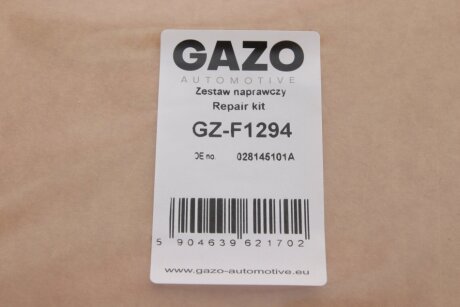 GAZO
AUTOMOTIVE
Zestaw naprawczy
Repair kit
GZ-F1294
OE no. 028145101A
5 904639 621702
www.gazo-automotive.eu